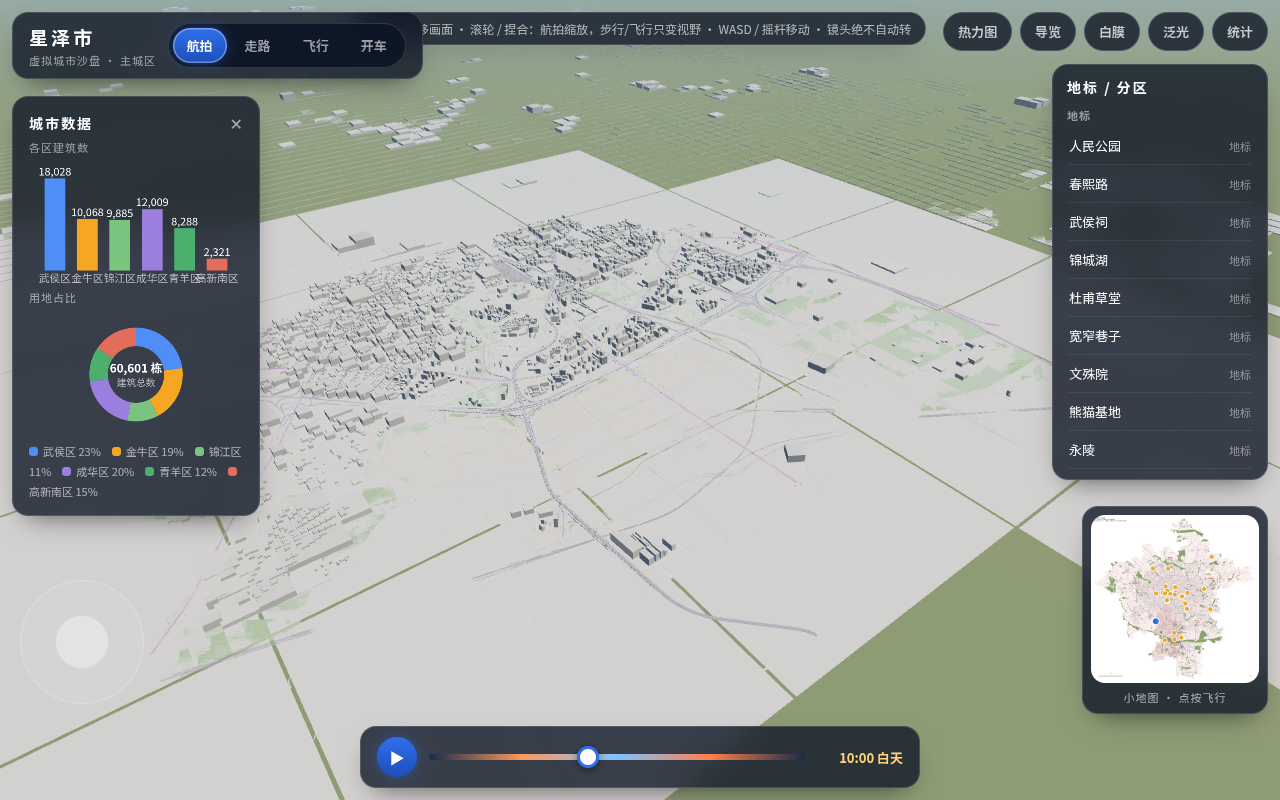 星泽市
虚拟城市沙盘 · 主城区
航拍 走路 飞行 开车
画面 · 滚轮 / 捏合：航拍缩放，步行/飞行只变视野 · WASD / 摇杆移动 · 镜头绝不自动转
热力图 导览 白膜 泛光 统计
城市数据
各区建筑数
18,028
10,068 9,885 12,009 8,288 2,321
武侯区 金牛区 锦江区 成华区 青羊区 高新南区
用地占比
60,601 栋
建筑总数
武侯区 23% 金牛区 19% 锦江区
11% 成华区 20% 青羊区 12%
高新南区 15%
地标 / 分区
地标
人民公园 地标
春熙路 地标
武侯祠 地标
锦城湖 地标
杜甫草堂 地标
宽窄巷子 地标
文殊院 地标
熊猫基地 地标
永陵 地标
小地图 · 点按飞行
10:00 白天